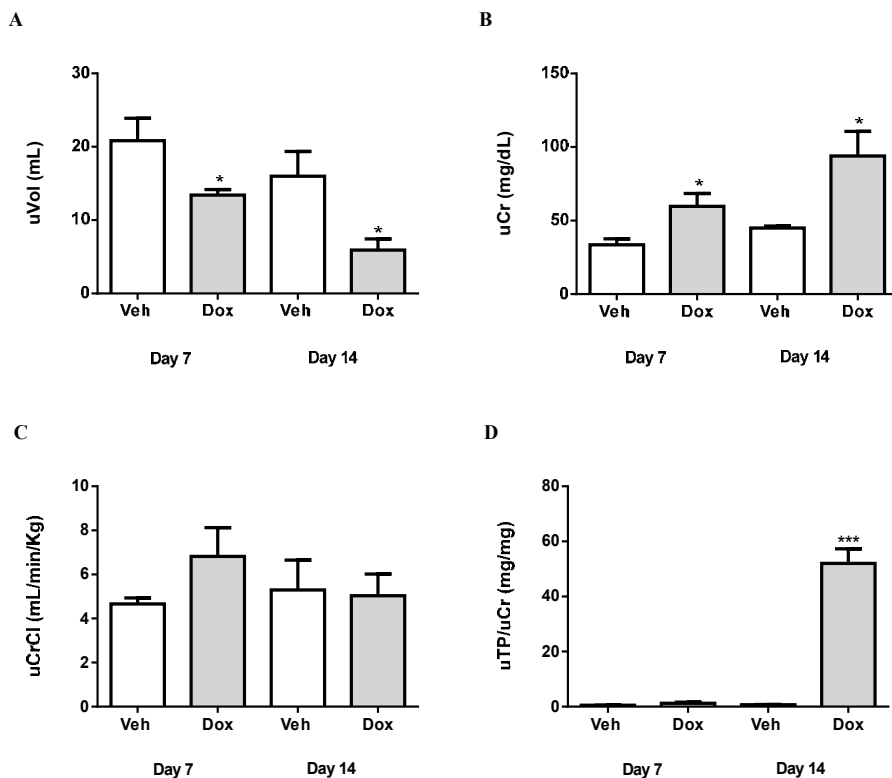 A
uVol (mL)
30
20
10
0
*
*
Veh Dox Veh Dox
Day 7 Day 14
B
uCr (mg/dL)
150
100
50
0
*
*
Veh Dox Veh Dox
Day 7 Day 14
C
uCrCl (mL/min/Kg)
10
8
6
4
2
0
Veh Dox Veh Dox
Day 7 Day 14
D
uTP/uCr (mg/mg)
80
60
40
20
0
***
Veh Dox Veh Dox
Day 7 Day 14